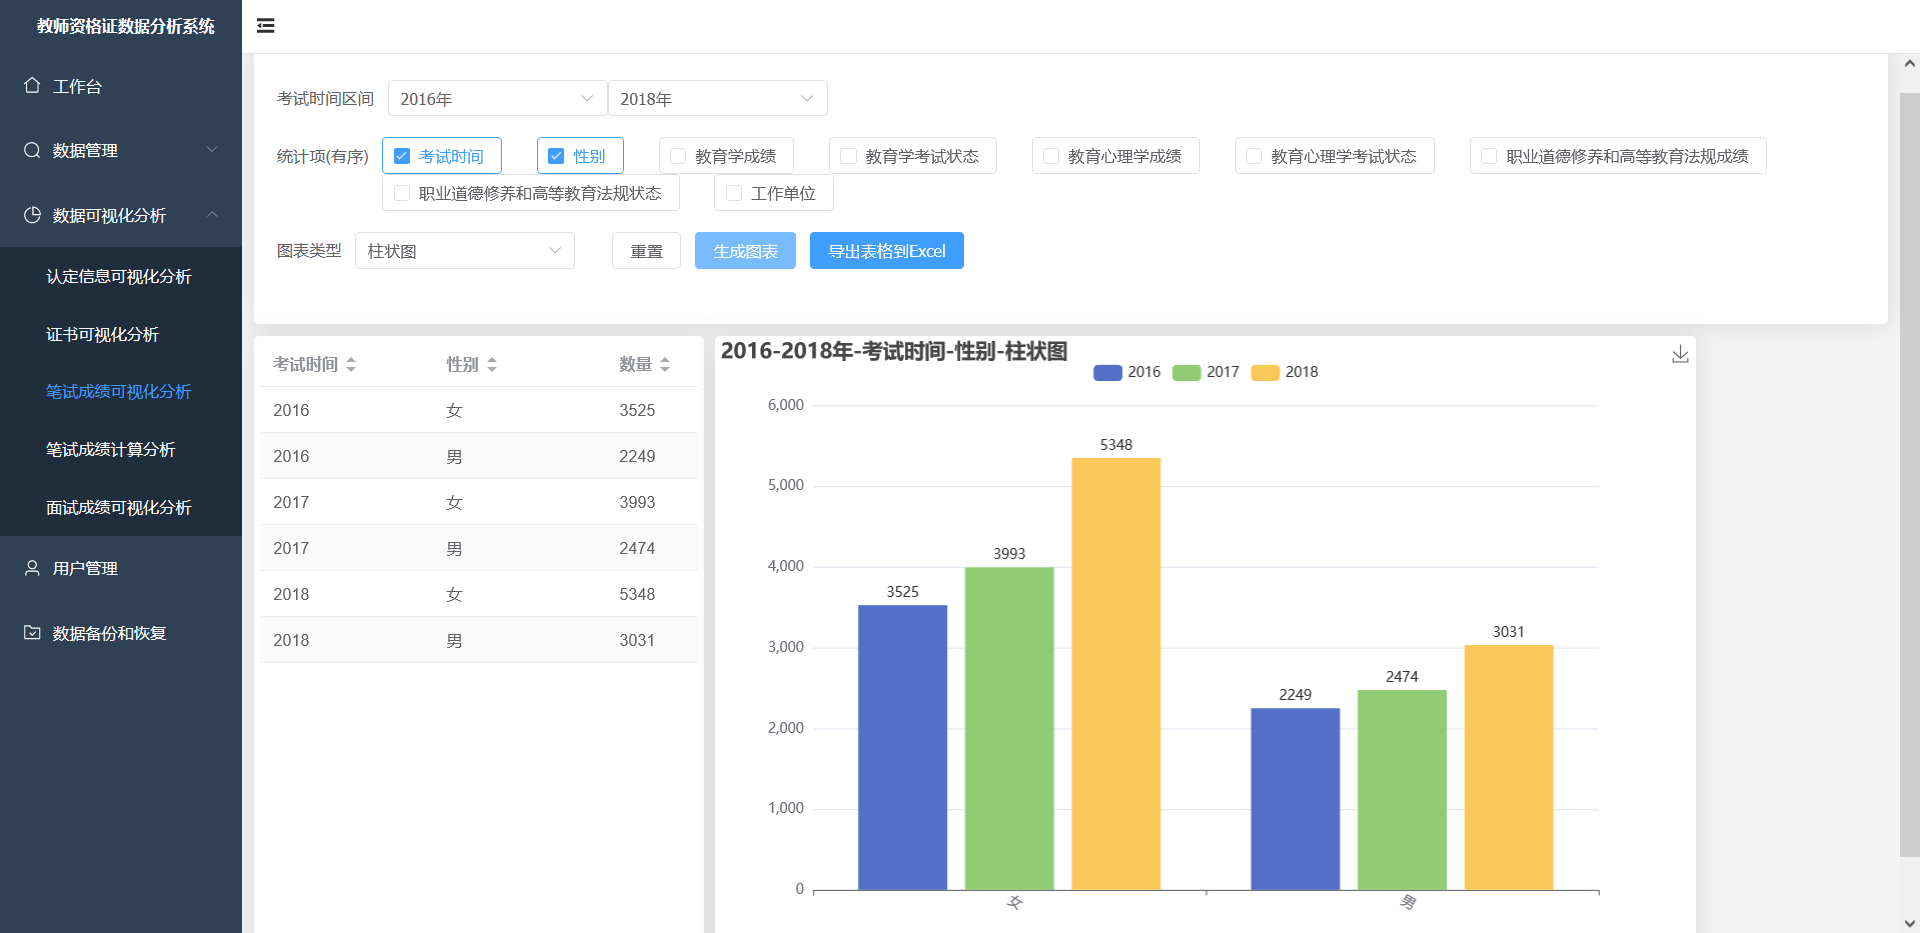 教师资格证数据分析系统
工作台
数据管理
数据可视化分析
认定信息可视化分析
证书可视化分析
笔试成绩可视化分析
笔试成绩计算分析
面试成绩可视化分析
用户管理
数据备份和恢复
考试时间区间 2016年 2018年
统计项(有序) 考试时间 性别 教育学成绩 教育学考试状态 教育心理学成绩 教育心理学考试状态 职业道德修养和高等教育法规成绩
职业道德修养和高等教育法规状态 工作单位
图表类型 柱状图 重置 生成图表 导出表格到Excel
考试时间 性别 数量
2016 女 3525
2016 男 2249
2017 女 3993
2017 男 2474
2018 女 5348
2018 男 3031
2016-2018年-考试时间-性别-柱状图
2016 2017 2018
6,000
5,000
4,000
3,000
2,000
1,000
0
3525
3993
5348
2249
2474
3031
女 男